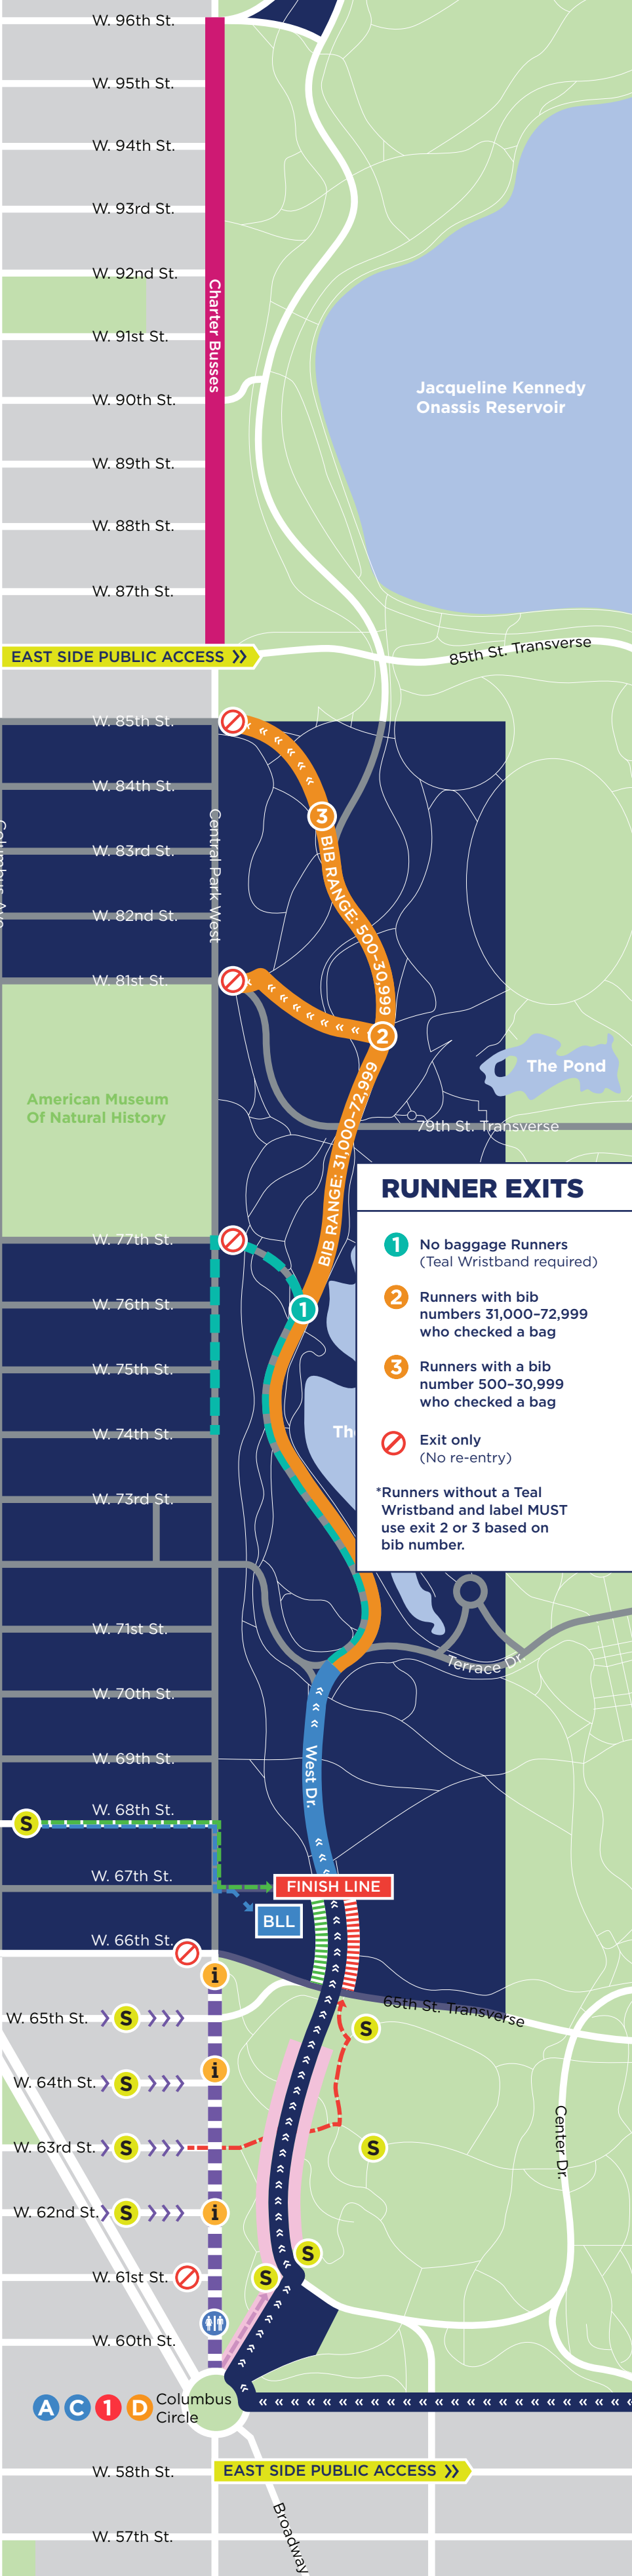 W. 96th St.
W. 95th St.
W. 94th St.
W. 93rd St.
W. 92nd St.
Charter Busses
W. 91st St.
Jacqueline Kennedy
Onassis Reservoir
W. 90th St.
W. 89th St.
W. 88th St.
W. 87th St.
EAST SIDE PUBLIC ACCESS
85th St. Transverse
W. 85th St.
W. 84th St.
3
Central Park West
W. 83rd St.
BIB RANGE: 500-30,999
W. 82nd St.
W. 81st St.
2
The Pond
BIB RANGE: 31,000-72,999
American Museum
Of Natural History
79th St. Transverse
RUNNER EXITS
W. 77th St.
1 No baggage Runners
(Teal Wristband required)
2 Runners with bib
numbers 31,000–72,999
who checked a bag
W. 76th St.
1
W. 75th St.
3 Runners with a bib
number 500–30,999
who checked a bag
W. 74th St.
Th
Exit only
(No re-entry)
W. 73rd St.
*Runners without a Teal
Wristband and label MUST
use exit 2 or 3 based on
bib number.
W. 71st St.
Terrace Dr.
W. 70th St.
W. 69th St.
West Dr.
W. 68th St.
S
W. 67th St.
FINISH LINE
BLL
W. 66th St.
i
65th St. Transverse
W. 65th St. S
S
W. 64th St. S
i
Center Dr.
W. 63rd St. S
S
W. 62nd St. S
i
S
W. 61st St.
S
W. 60th St.
A C 1 D Columbus
Circle
W. 58th St.
EAST SIDE PUBLIC ACCESS
Broadway
W. 57th St.